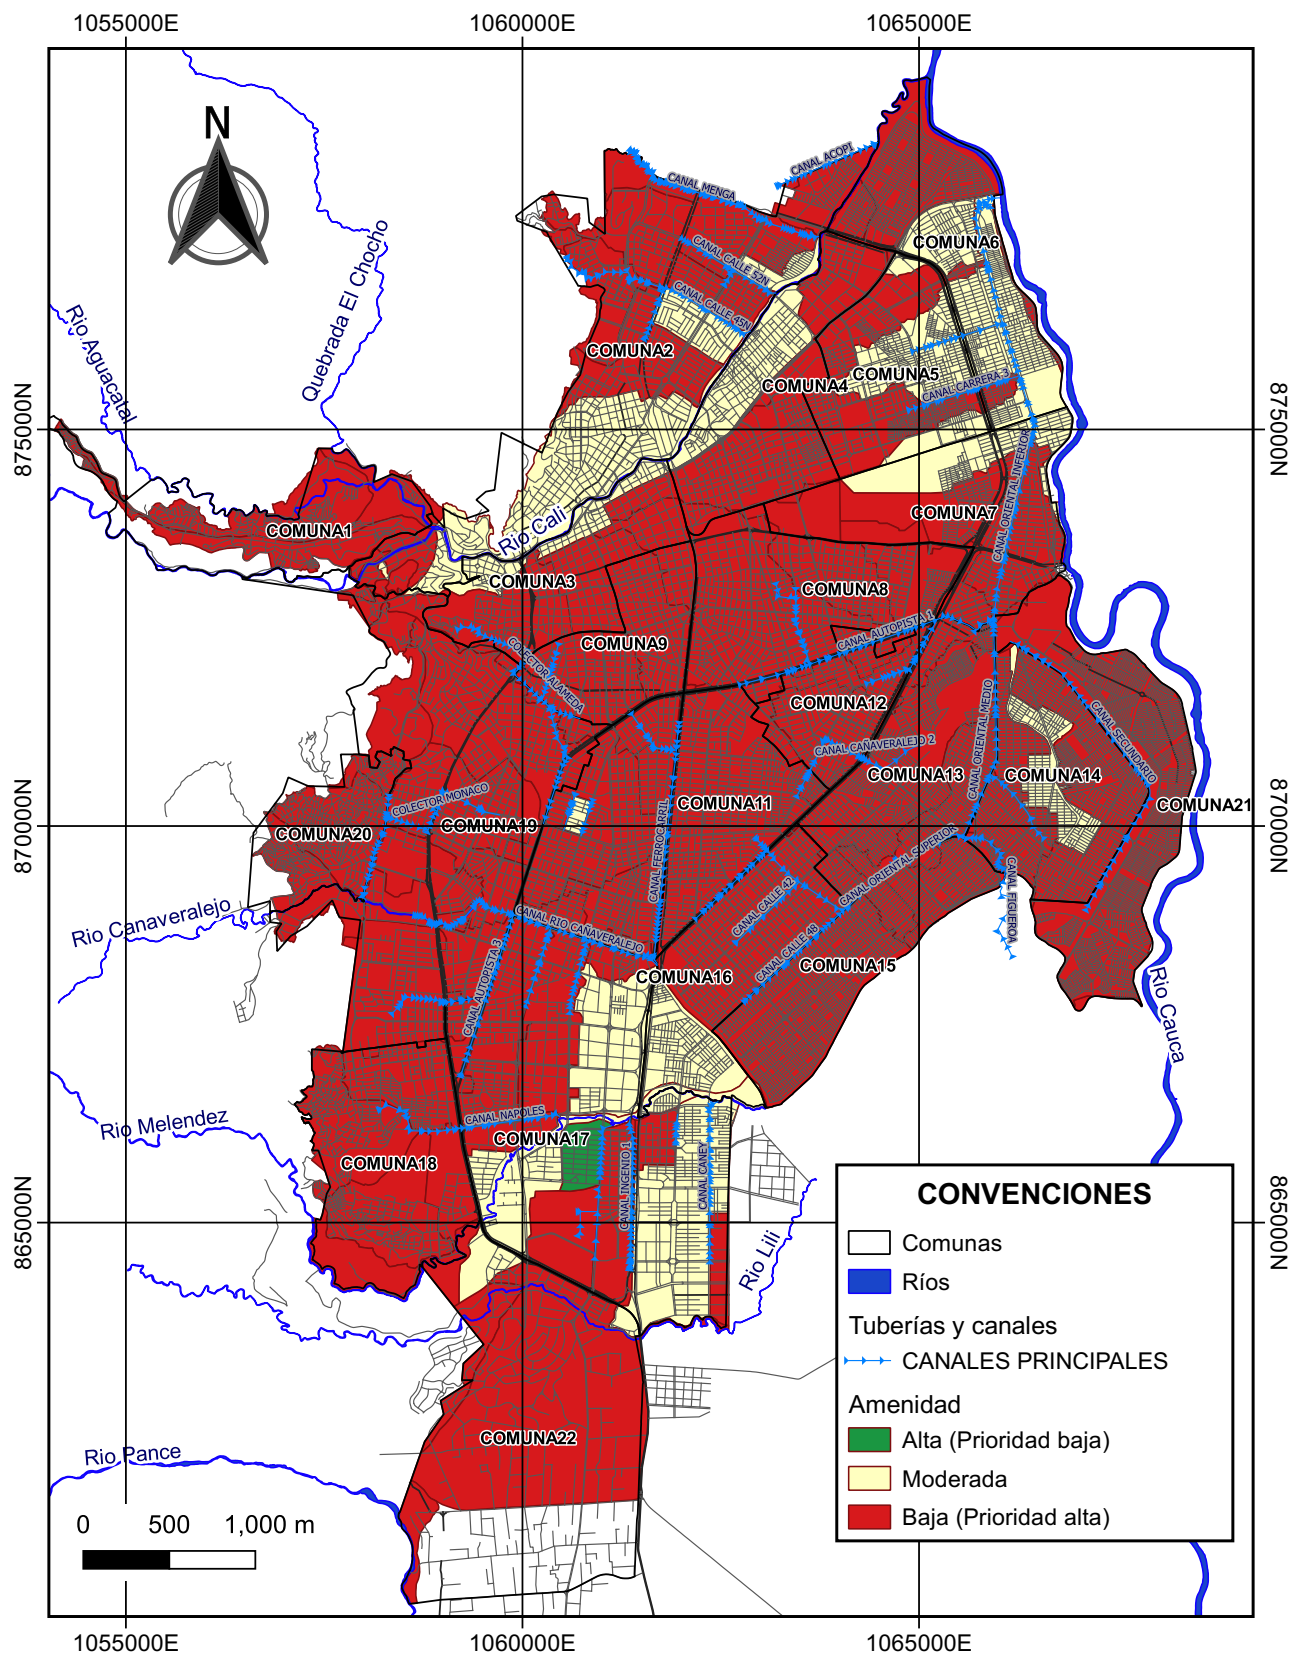 1055000E
1060000E
1065000E
N
CANAL ACOPI
CANAL MENGA
Quebrada El Chocho
COMUNA6
CANAL CALLE 52N
CANAL CALLE 45N
Rio Aguacatal
COMUNA2
COMUNA4
COMUNA5
CANAL CARRERA 3
875000N
875000N
CANAL ORIENTAL INFERIOR
COMUNA1
Rio Cali
COMUNA7
COMUNA3
COMUNA8
CANAL AUTOPISTA 1
COMUNA9
COLECTOR ALAMEDA
COMUNA12
CANAL ORIENTAL MEDIO
CANAL SECUNDARIO
CANAL CAÑAVERALEJO 2
COMUNA13
COMUNA14
COLECTOR MONACO
COMUNA11
COMUNA21
COMUNA20
COMUNA19
870000N
870000N
CANAL FERROCARRIL
CANAL ORIENTAL SUPERIOR
CANAL CALLE 42
CANAL FIGUEROA
Rio Canaveralejo
CANAL RIO CAÑAVERALEJO
CANAL CALLE 48
CANAL AUTOPISTA 3
COMUNA16
COMUNA15
Rio Cauca
Rio Melendez
CANAL NAPOLES
COMUNA17
COMUNA18
CANAL INGENIO 1
CANAL CANEY
865000N
865000N
Rio Lili
CONVENCIONES
Comunas
Ríos
Tuberías y canales
CANALES PRINCIPALES
Amenidad
Alta (Prioridad baja)
Moderada
Baja (Prioridad alta)
COMUNA22
Rio Pance
0 500 1,000 m
1055000E
1060000E
1065000E